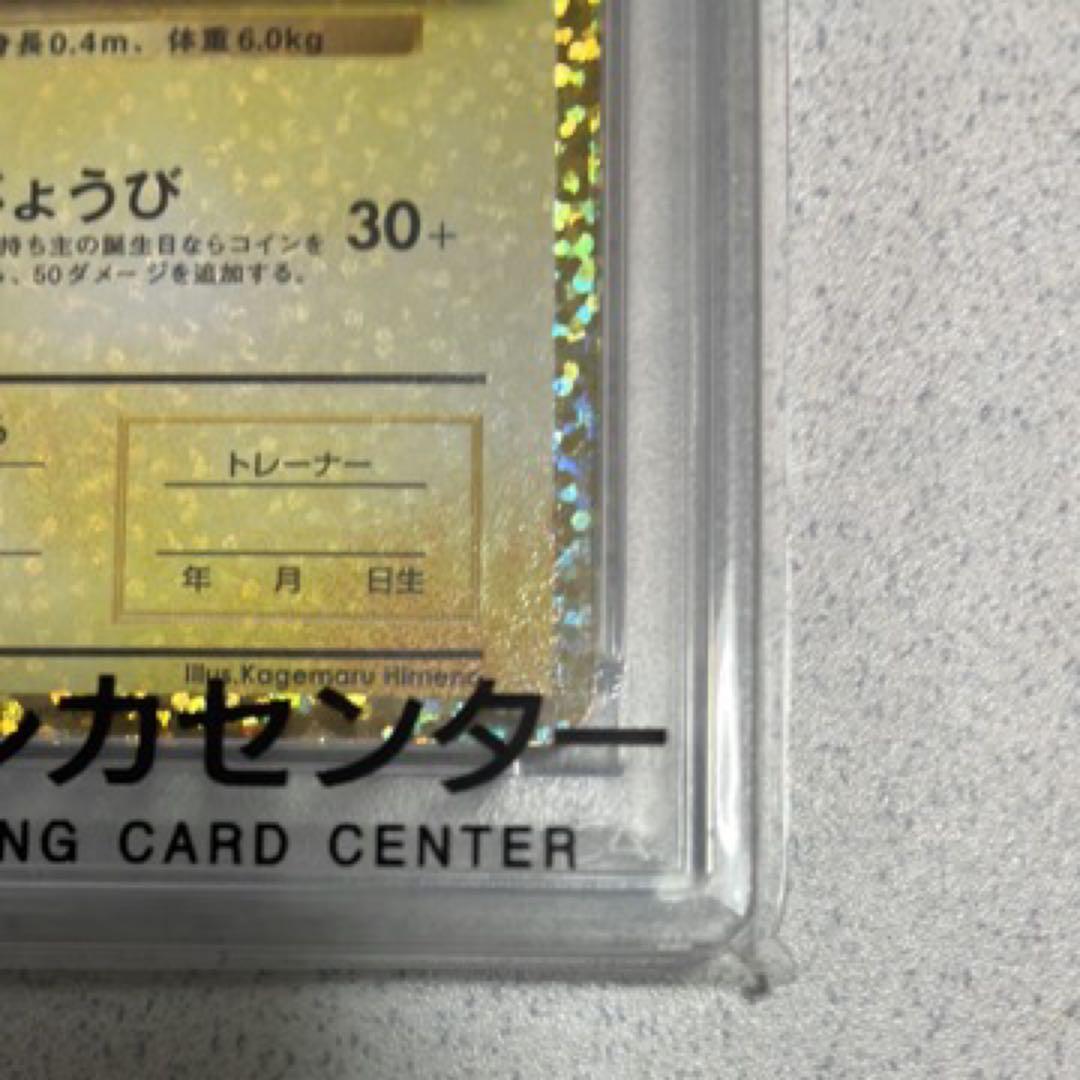 身長0.4m、体重6.0kg
ょうび
30+
持ち主の誕生日ならコインを
、50ダメージを追加する。
トレーナー
年 月 日生
Illus.Kagemaru Himeno
カセンター
NG CARD CENTER